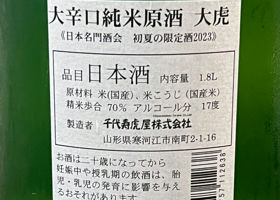 大辛口純米原酒 大虎
《日本名門酒会 初夏の限定酒2023》
品目 日本酒 内容量 1.8L
原材料 米(国産)、米こうじ(国産米)
精米歩合 70% アルコール分 17度
製造者 千代寿虎屋株式会社
山形県寒河江市南町2-1-16
お酒は二十歳になってから
妊娠中や授乳期の飲酒は、胎
児・乳児の発育に影響を与え
るおそれがあります。